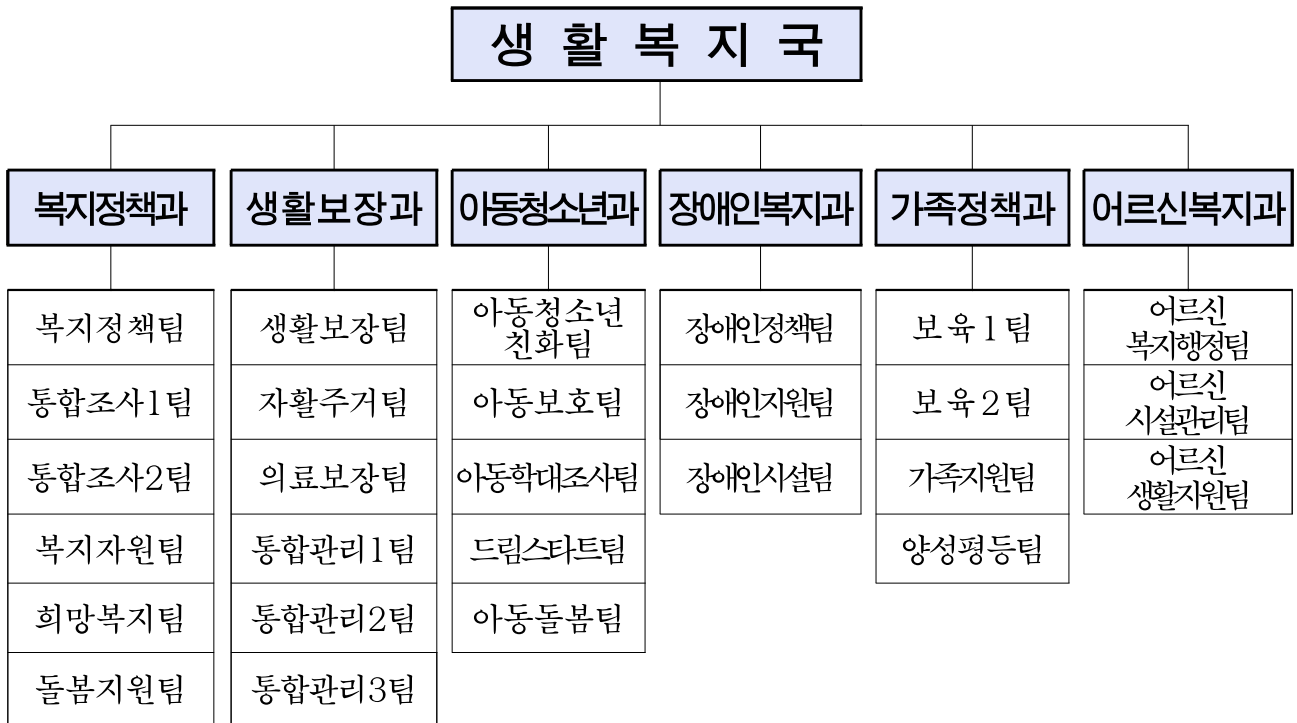 생활복지국
복지정책과
생활보장과
아동청소년과
장애인복지과
가족정책과
어르신복지과
복지정책팀
통합조사1팀
통합조사2팀
복지자원팀
희망복지팀
돌봄지원팀
생활보장팀
자활주거팀
의료보장팀
통합관리1팀
통합관리2팀
통합관리3팀
아동청소년
친화팀
아동보호팀
아동학대조사팀
드림스타트팀
아동돌봄팀
장애인정책팀
장애인지원팀
장애인시설팀
보육1팀
보육2팀
가족지원팀
양성평등팀
어르신
복지행정팀
어르신
시설관리팀
어르신
생활지원팀